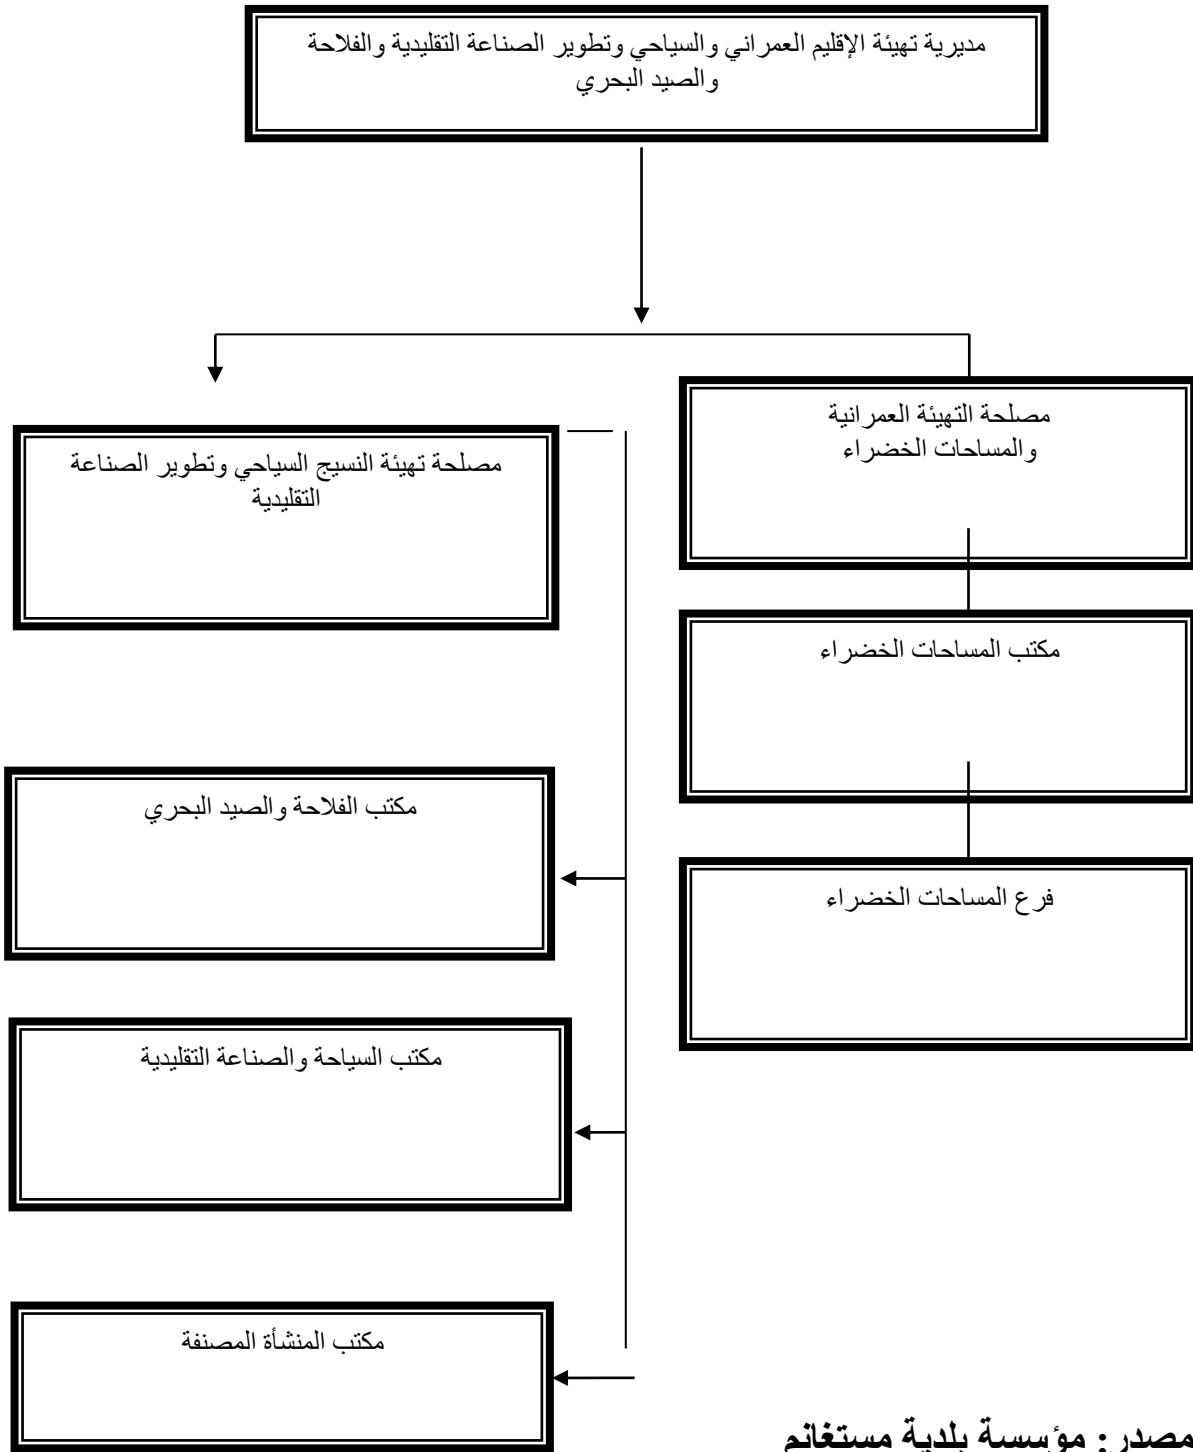 مديرية تهيئة الإقليم العمراني والسياحي وتطوير الصناعة التقليدية والفلاحة
والصيد البحري
مصلحة التهيئة العمرانية
والمساحات الخضراء
مصلحة تهيئة النسيج السياحي وتطوير الصناعة
التقليدية
مكتب المساحات الخضراء
مكتب الفلاحة والصيد البحري
فرع المساحات الخضراء
مكتب السياحة والصناعة التقليدية
مكتب المنشأة المصنفة
مصدر: مؤسسة بلدية مستغانم